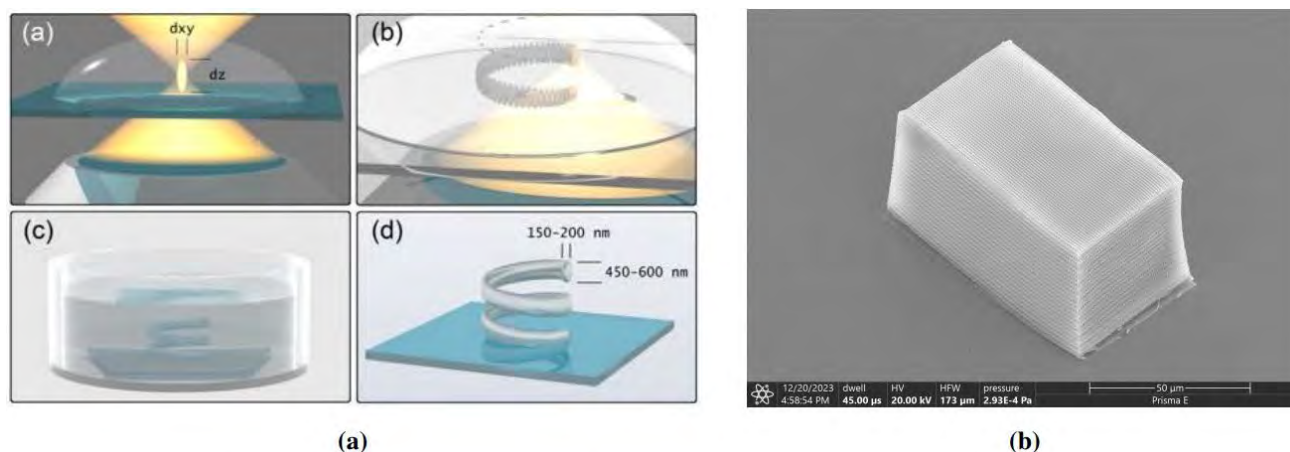 (a)
dxy
dz
(b)
(c)
(d)
150-200 nm
450-600 nm
12/20/2023 dwell HV HFW pressure 50 µm
4:58:54 PM 45.00 µs 20.00 kV 173 µm 2.93E-4 Pa Prisma E
(a)
(b)